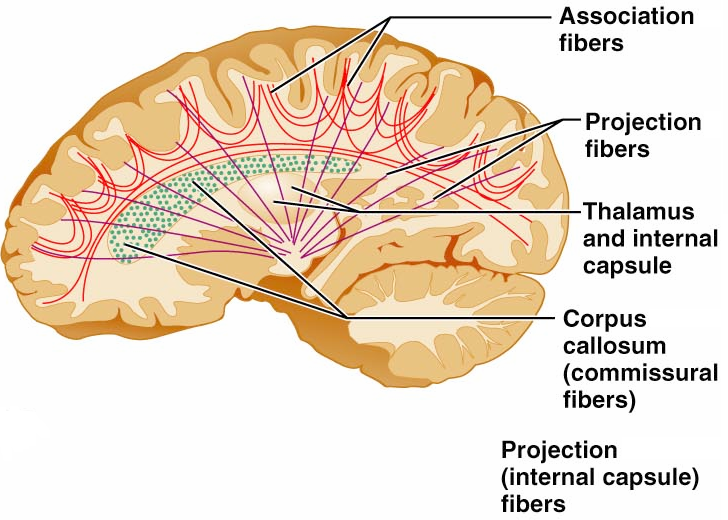 Association
fibers
Projection
fibers
Thalamus
and internal
capsule
Corpus
callosum
(commissural
fibers)
Projection
(internal capsule)
fibers